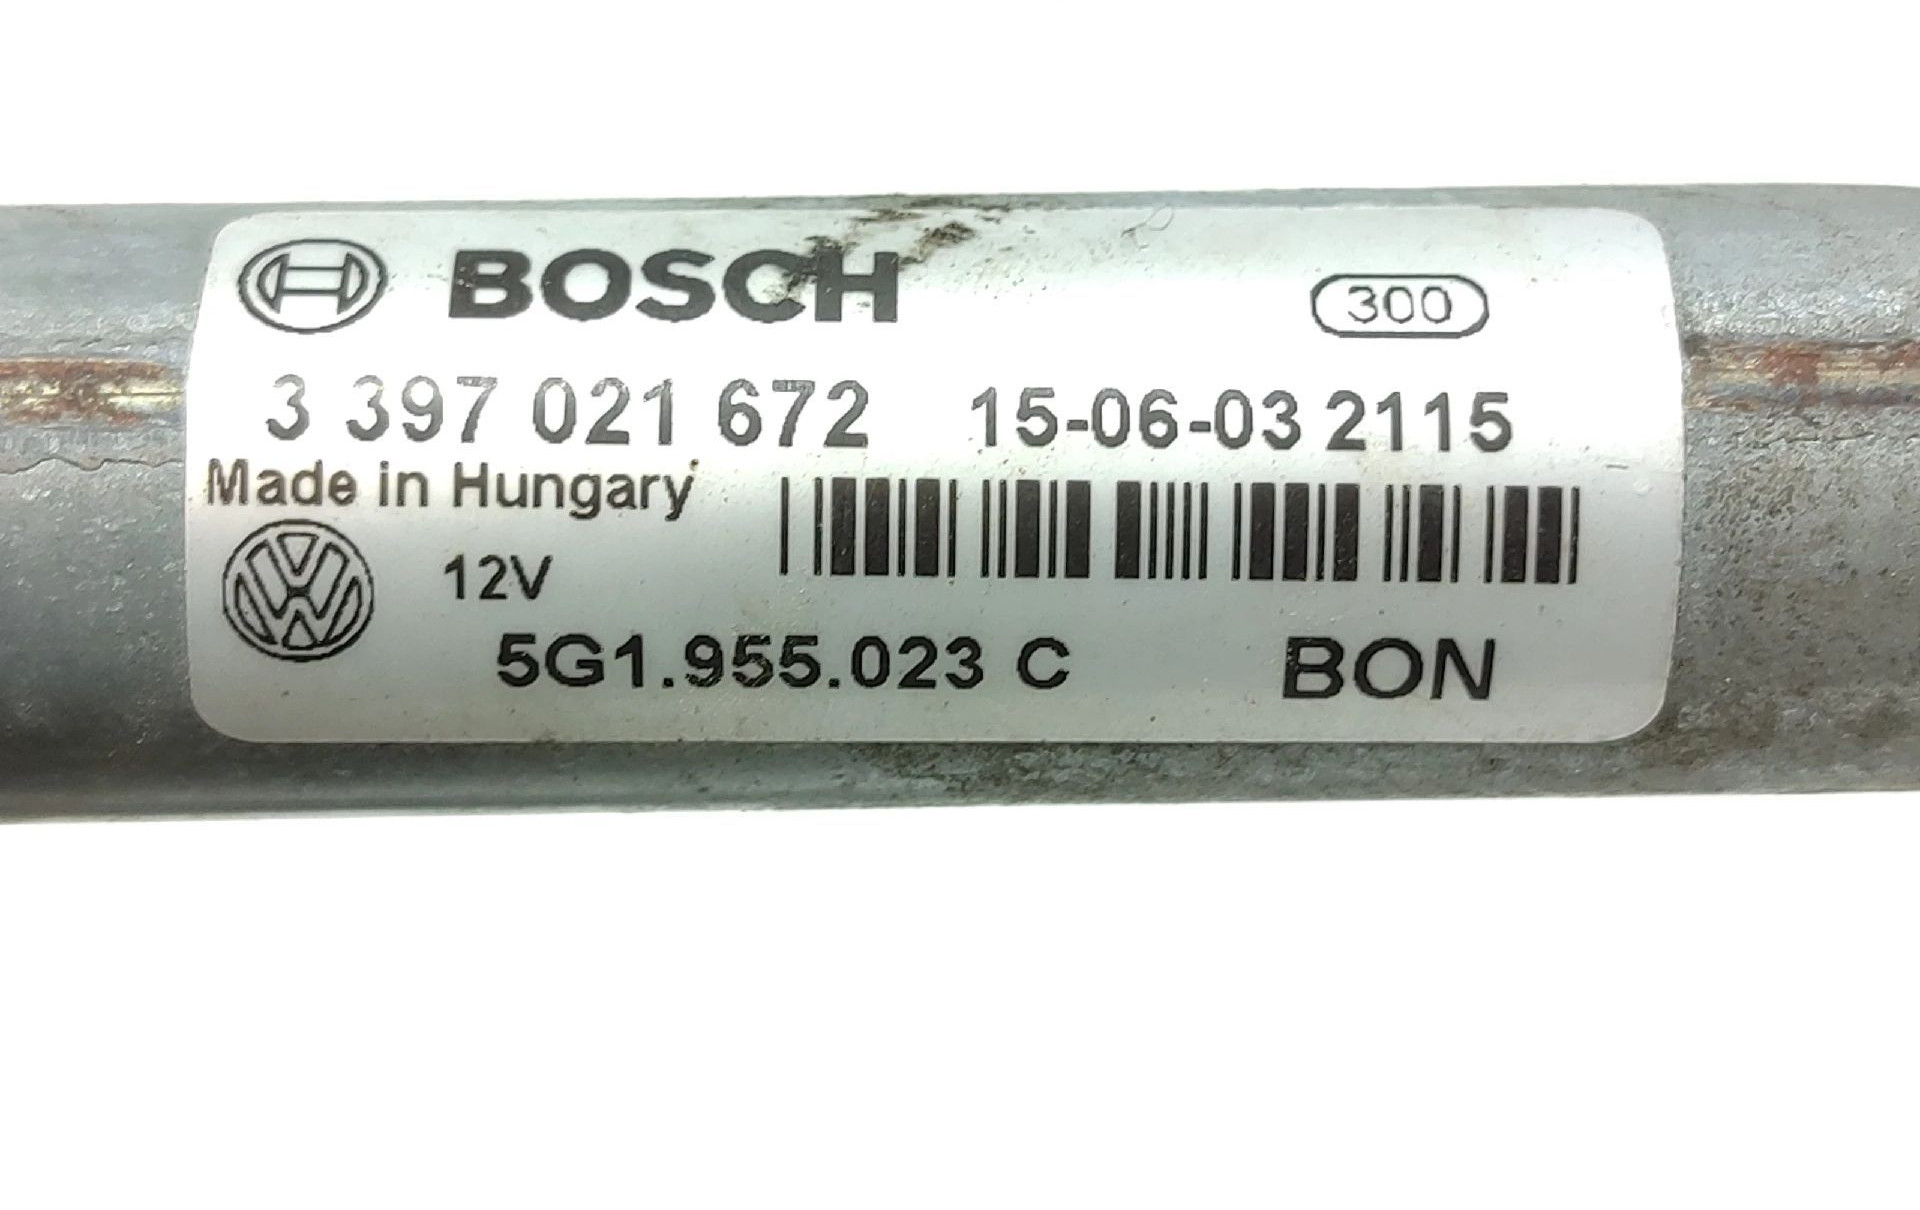 BOSCH 300
3 397 021 672 15-06-03 2115
Made in Hungary
12V
5G1.955.023 C BON